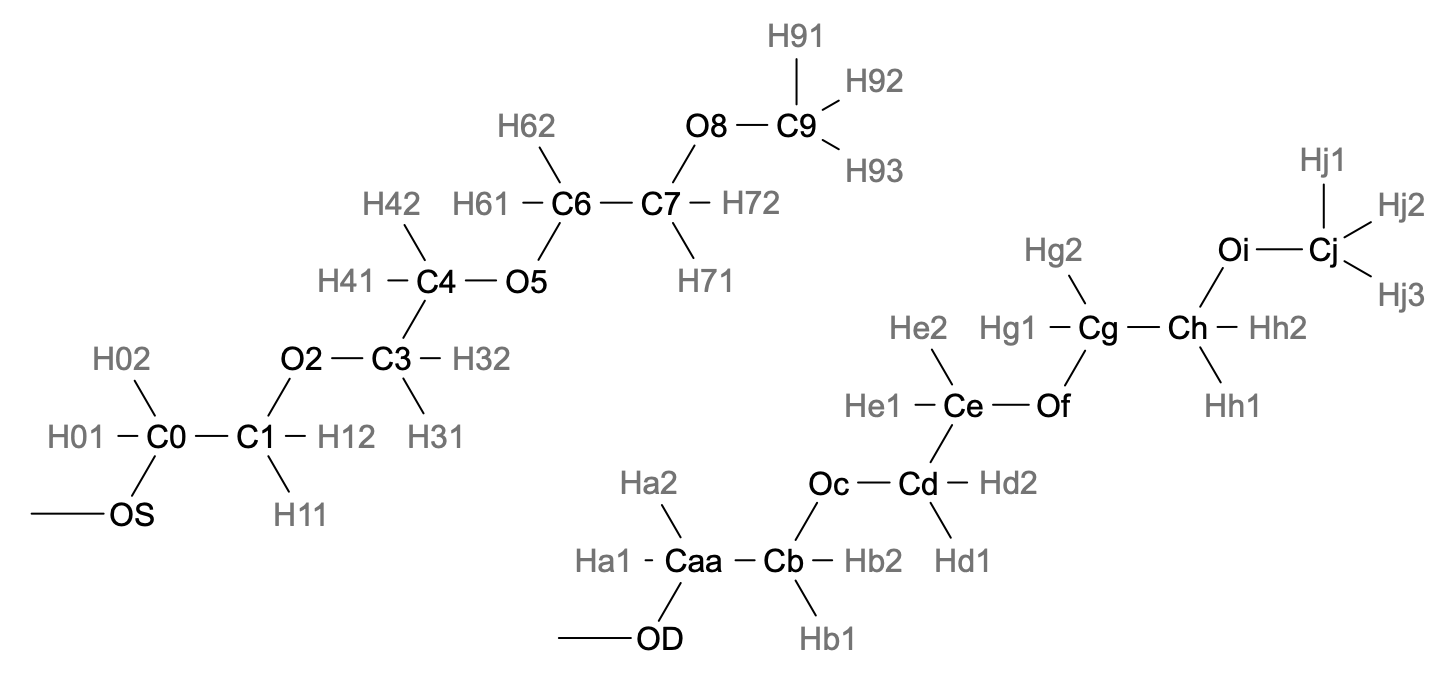 H91
H92
H62 O8 C9
H93
Hj1
H42 H61 C6 C7 H72
Hj2
Hg2 Oi Cj
H41 C4 O5 H71
Hj3
He2 Hg1 Cg Ch Hh2
H02 O2 C3 H32
He1 Ce Of Hh1
H01 C0 C1 H12 H31
Ha2 Oc Cd Hd2
OS H11
Ha1 Caa Cb Hb2 Hd1
OD Hb1